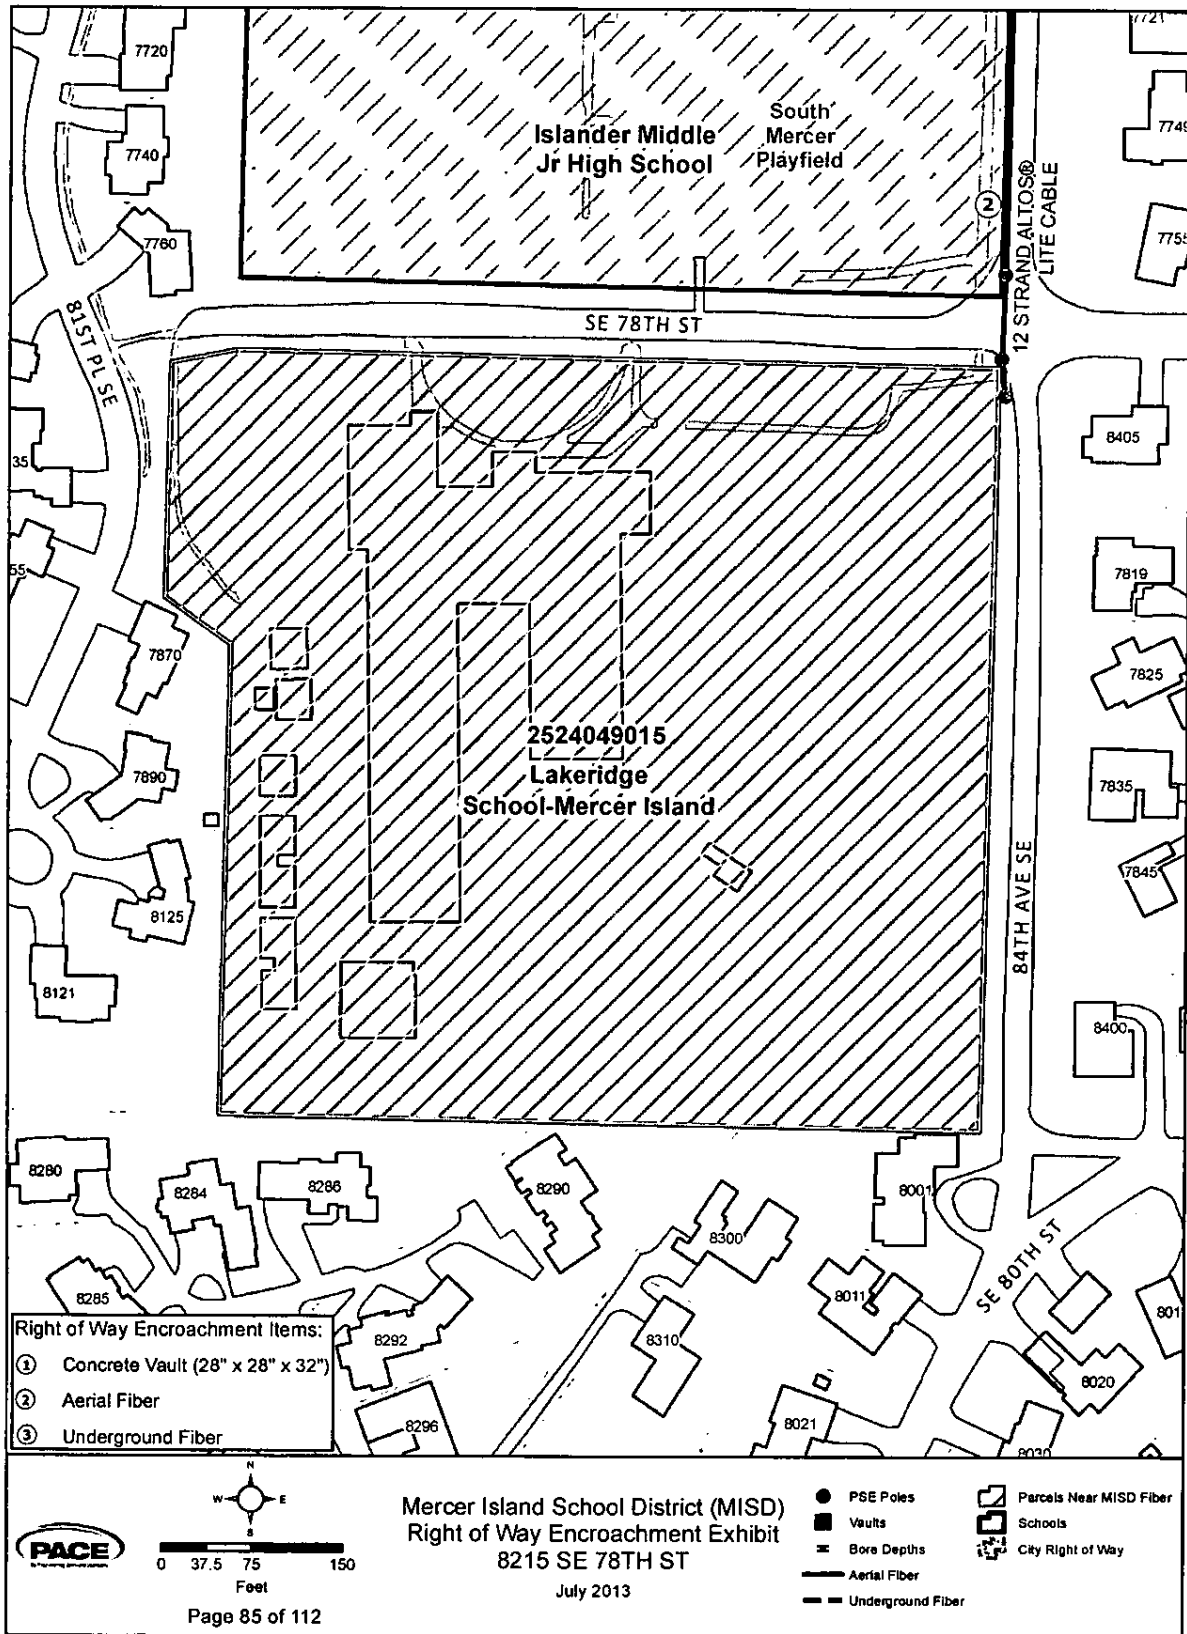 7720
7721
7740
7749
7760
7755
Islander Middle
Jr High School
South
Mercer
Playfield
2
12 STRAND ALTOS®
LITE CABLE
SE 78TH ST
81ST PL SE
35
55
8405
7819
7870
7825
7890
7835
2524049015
Lakeridge
School-Mercer Island
7845
84TH AVE SE
8125
8121
8400
8280
8284
8286
8290
8300
8001
8285
8292
8310
8011
SE 80TH ST
801
8020
8296
8021
8030
Right of Way Encroachment Items:
1 Concrete Vault (28" x 28" x 32")
2 Aerial Fiber
3 Underground Fiber
N
W E
S
PACE
0 37.5 75 150
Feet
Page 85 of 112
Mercer Island School District (MISD)
Right of Way Encroachment Exhibit
8215 SE 78TH ST
July 2013
PSE Poles
Vaults
Bore Depths
Aerial Fiber
Underground Fiber
Parcels Near MISD Fiber
Schools
City Right of Way